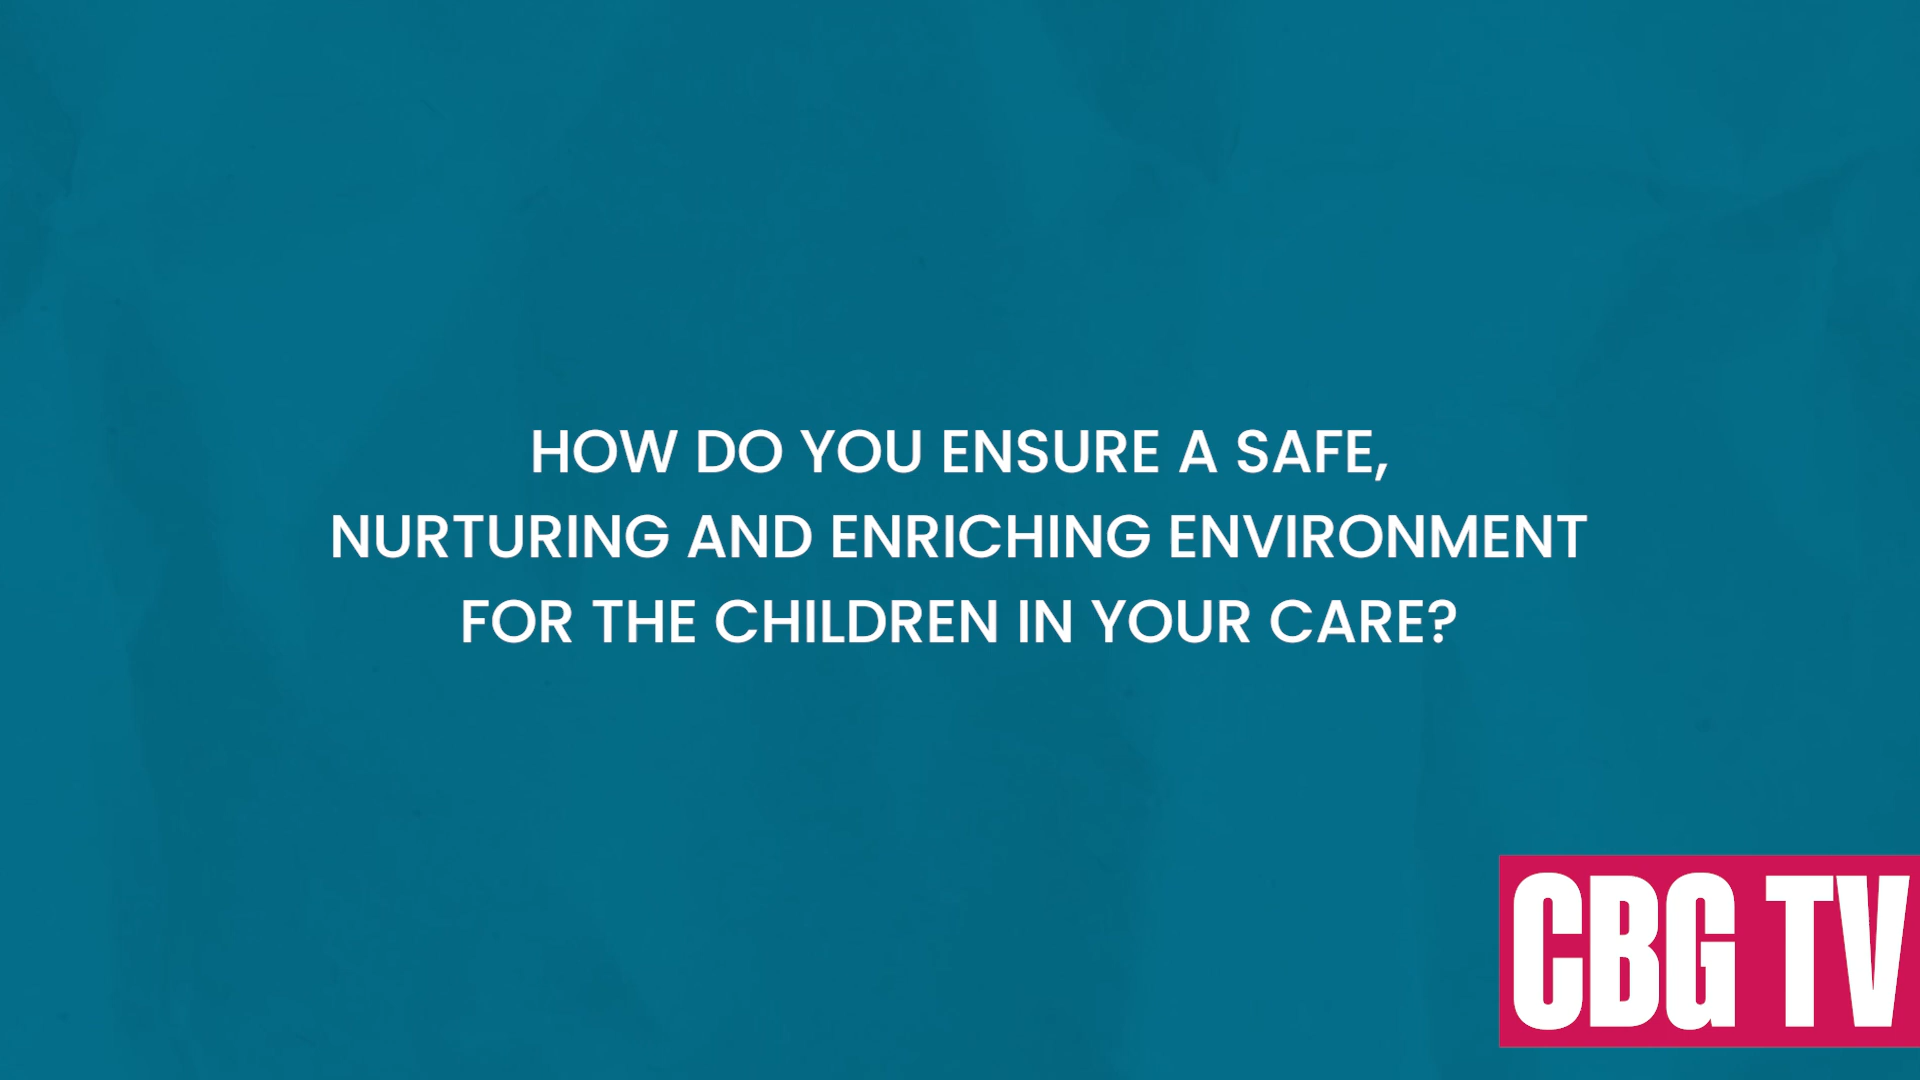 HOW DO YOU ENSURE A SAFE,
NURTURING AND ENRICHING ENVIRONMENT
FOR THE CHILDREN IN YOUR CARE?
CBG TV